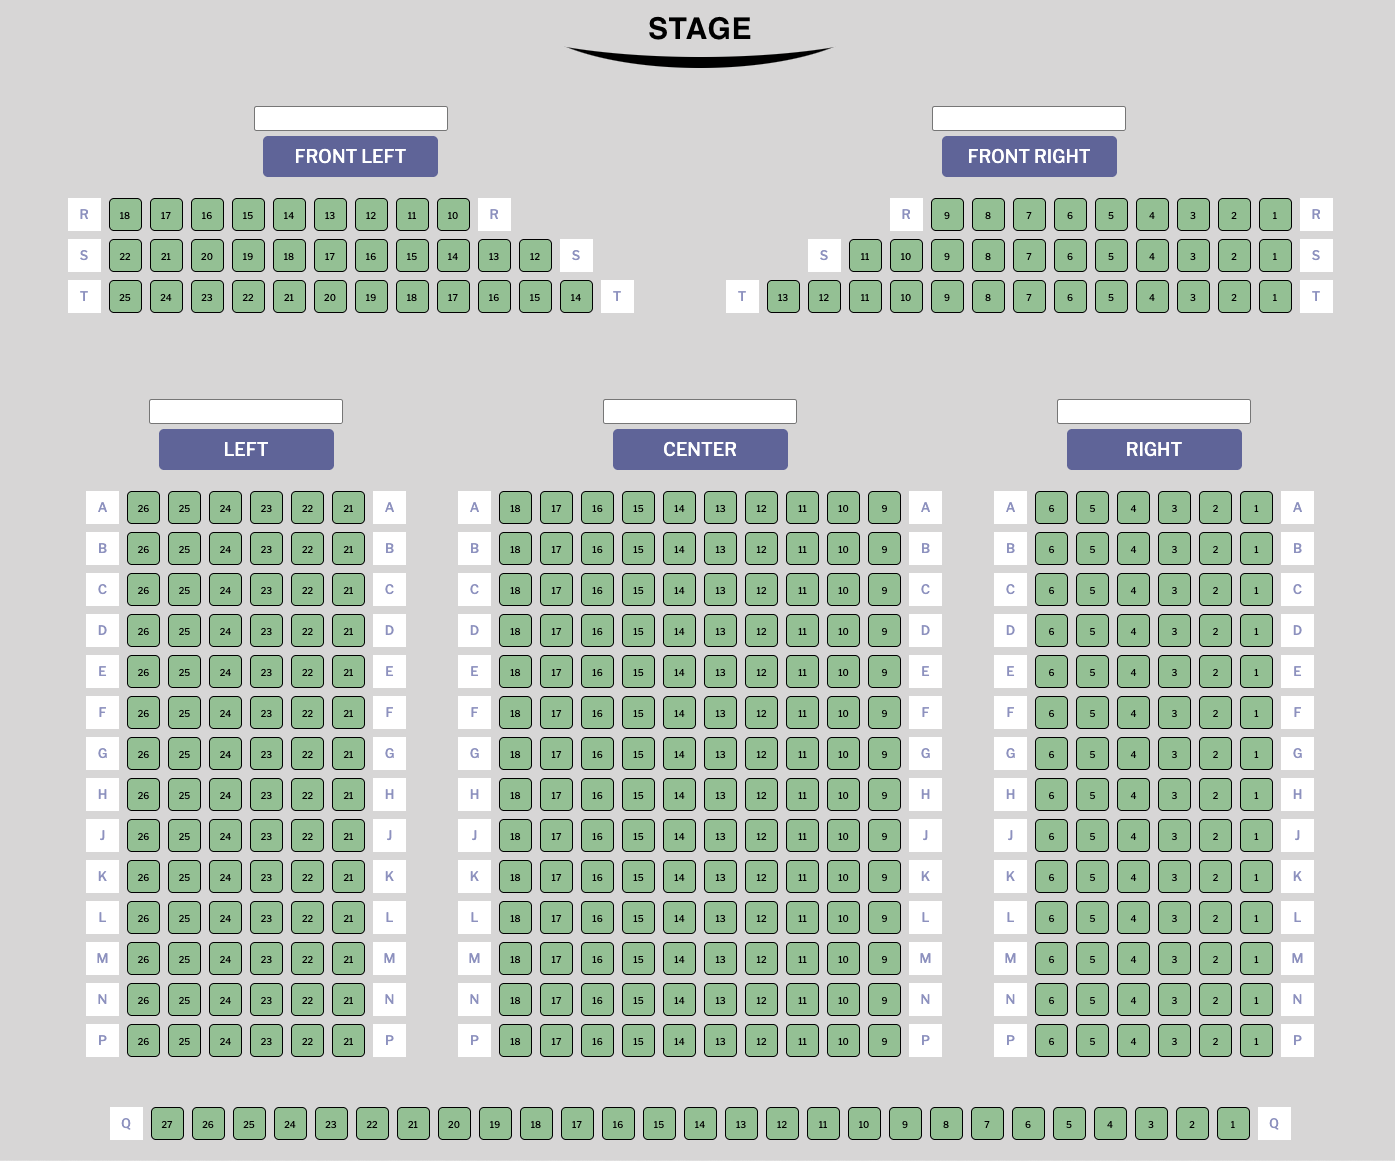 STAGE
FRONT LEFT
FRONT RIGHT
R 18 17 16 15 14 13 12 11 10 R
R 9 8 7 6 5 4 3 2 1 R
S 22 21 20 19 18 17 16 15 14 13 12 S
S 11 10 9 8 7 6 5 4 3 2 1 S
T 25 24 23 22 21 20 19 18 17 16 15 14 T
T 13 12 11 10 9 8 7 6 5 4 3 2 1 T
LEFT
CENTER
RIGHT
A 26 25 24 23 22 21 A A 18 17 16 15 14 13 12 11 10 9 A A 6 5 4 3 2 1 A
B 26 25 24 23 22 21 B B 18 17 16 15 14 13 12 11 10 9 B B 6 5 4 3 2 1 B
C 26 25 24 23 22 21 C C 18 17 16 15 14 13 12 11 10 9 C C 6 5 4 3 2 1 C
D 26 25 24 23 22 21 D D 18 17 16 15 14 13 12 11 10 9 D D 6 5 4 3 2 1 D
E 26 25 24 23 22 21 E E 18 17 16 15 14 13 12 11 10 9 E E 6 5 4 3 2 1 E
F 26 25 24 23 22 21 F F 18 17 16 15 14 13 12 11 10 9 F F 6 5 4 3 2 1 F
G 26 25 24 23 22 21 G G 18 17 16 15 14 13 12 11 10 9 G G 6 5 4 3 2 1 G
H 26 25 24 23 22 21 H H 18 17 16 15 14 13 12 11 10 9 H H 6 5 4 3 2 1 H
J 26 25 24 23 22 21 J J 18 17 16 15 14 13 12 11 10 9 J J 6 5 4 3 2 1 J
K 26 25 24 23 22 21 K K 18 17 16 15 14 13 12 11 10 9 K K 6 5 4 3 2 1 K
L 26 25 24 23 22 21 L L 18 17 16 15 14 13 12 11 10 9 L L 6 5 4 3 2 1 L
M 26 25 24 23 22 21 M M 18 17 16 15 14 13 12 11 10 9 M M 6 5 4 3 2 1 M
N 26 25 24 23 22 21 N N 18 17 16 15 14 13 12 11 10 9 N N 6 5 4 3 2 1 N
P 26 25 24 23 22 21 P P 18 17 16 15 14 13 12 11 10 9 P P 6 5 4 3 2 1 P
Q 27 26 25 24 23 22 21 20 19 18 17 16 15 14 13 12 11 10 9 8 7 6 5 4 3 2 1 Q